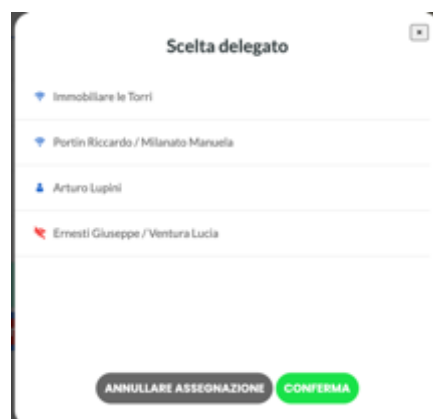 Scelta delegato
Immobiliare le Torri
Portin Riccardo / Milanato Manuela
Arturo Lupini
Ernesti Giuseppe / Ventura Lucia
ANNULLARE ASSEGNAZIONE CONFERMA